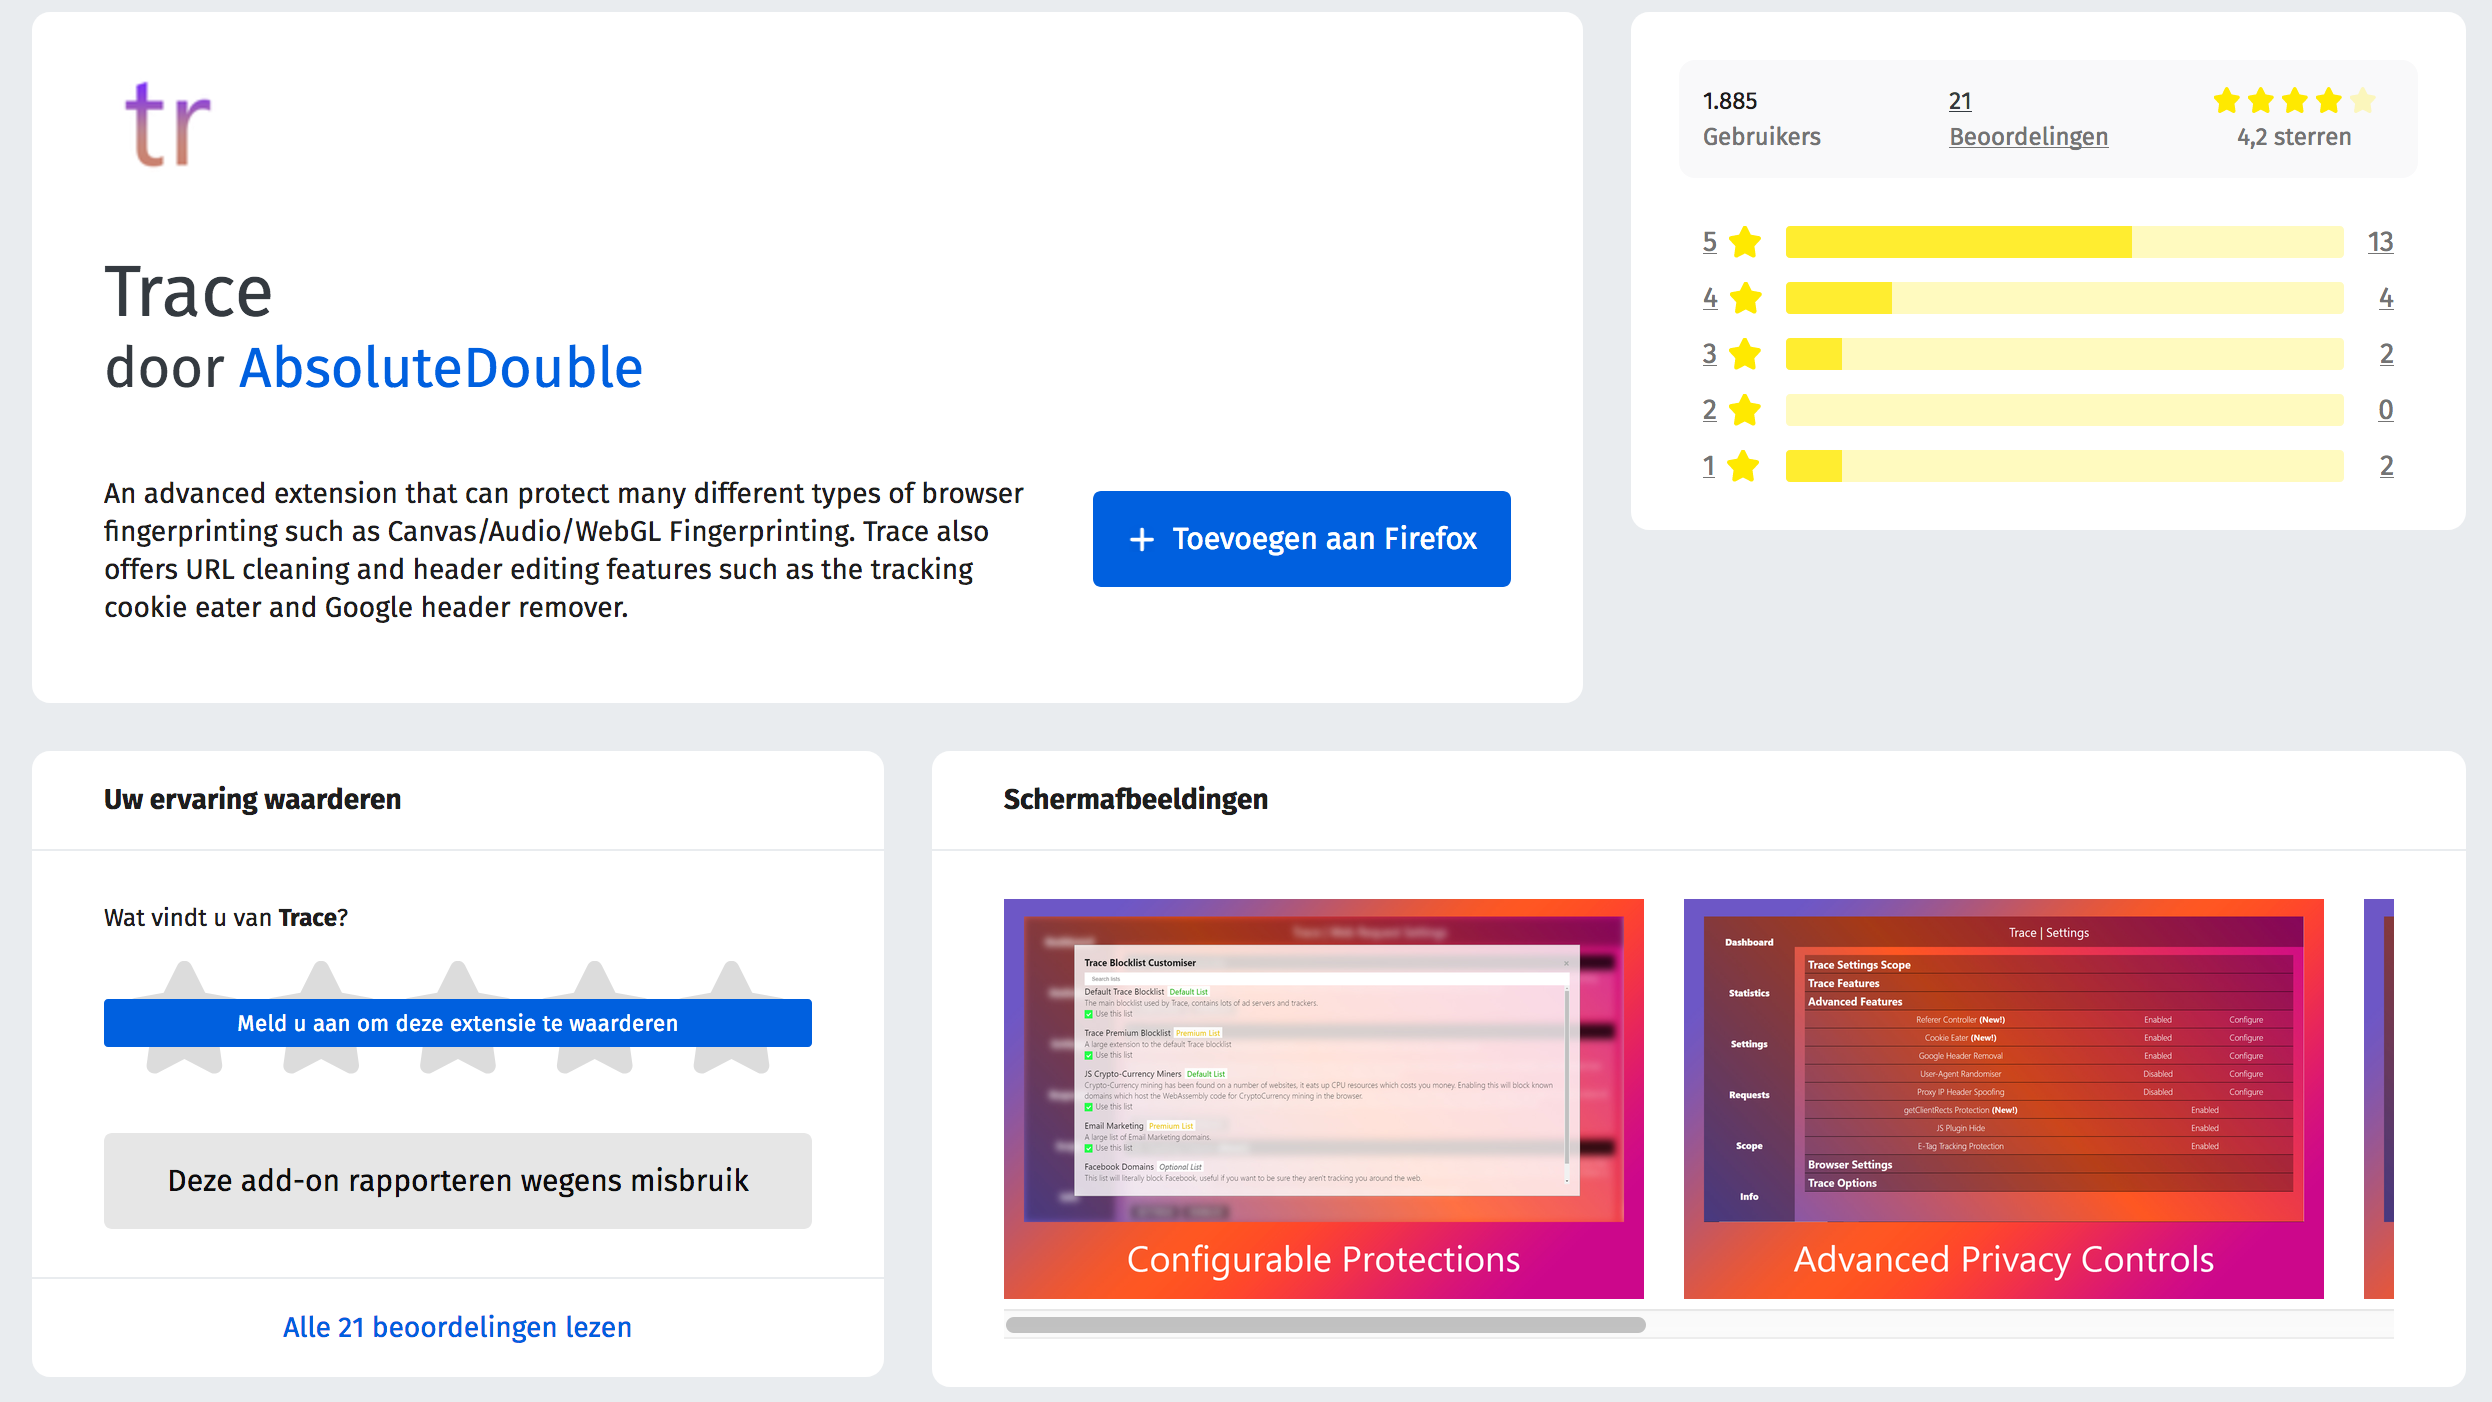 tr
Trace
door AbsoluteDouble
An advanced extension that can protect many different types of browser
fingerprinting such as Canvas/Audio/WebGL Fingerprinting. Trace also
offers URL cleaning and header editing features such as the tracking
cookie eater and Google header remover.
+ Toevoegen aan Firefox
1.885
Gebruikers
21
Beoordelingen
4,2 sterren
5 13
4 4
3 2
2 0
1 2
Uw ervaring waarderen
Wat vindt u van Trace?
Meld u aan om deze extensie te waarderen
Deze add-on rapporteren wegens misbruik
Alle 21 beoordelingen lezen
Schermafbeeldingen
Trace | Web Request Settings
Trace Blocklist Customiser
Search lists
Default Trace Blocklist Default List
The main blocklist used by Trace, contains lots of ad servers and trackers.
Use this list
Trace Premium Blocklist Premium List
A large extension to the default Trace blocklist
Use this list
JS Crypto-Currency Miners Default List
Crypto-Currency mining has been found on a number of websites, it eats up CPU resources which costs you money. Enabling this will block known
domains which host the WebAssembly code for CryptoCurrency mining in the browser.
Use this list
Email Marketing Premium List
A large list of Email Marketing domains.
Use this list
Facebook Domains Optional List
This list will literally block Facebook, useful if you want to be sure they aren't tracking you around the web.
Configurable Protections
Trace | Settings
Dashboard
Statistics
Settings
Requests
Scope
Info
Trace Settings Scope
Trace Features
Advanced Features
Referer Controller (New!) Enabled Configure
Cookie Eater (New!) Enabled Configure
Google Header Removal Enabled Configure
User-Agent Randomiser Disabled Configure
Proxy IP Header Spoofing Disabled Configure
getClientRects Protection (New!) Enabled
JS Plugin Hide Enabled
E-Tag Tracking Protection Enabled
Browser Settings
Trace Options
Advanced Privacy Controls